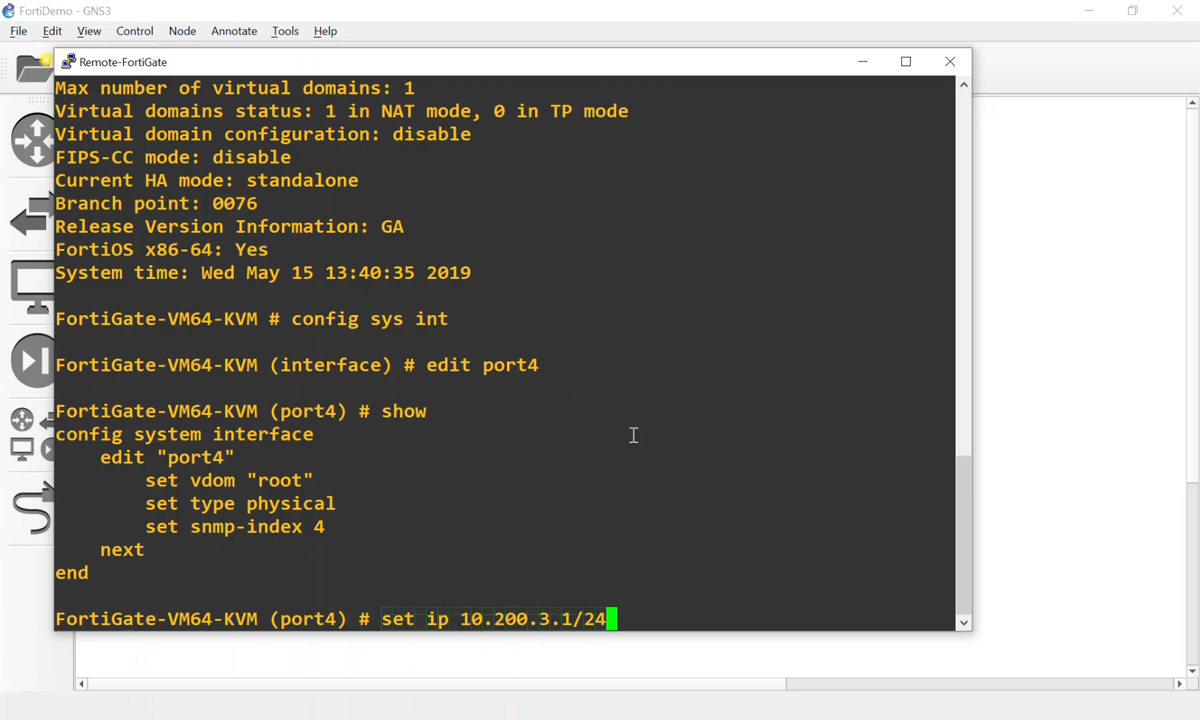 FortiDemo - GNS3
File Edit View Control Node Annotate Tools Help
Remote-FortiGate
Max number of virtual domains: 1
Virtual domains status: 1 in NAT mode, 0 in TP mode
Virtual domain configuration: disable
FIPS-CC mode: disable
Current HA mode: standalone
Branch point: 0076
Release Version Information: GA
FortiOS x86-64: Yes
System time: Wed May 15 13:40:35 2019
FortiGate-VM64-KVM # config sys int
FortiGate-VM64-KVM (interface) # edit port4
FortiGate-VM64-KVM (port4) # show
config system interface
    edit "port4"
        set vdom "root"
        set type physical
        set snmp-index 4
    next
end
FortiGate-VM64-KVM (port4) # set ip 10.200.3.1/24